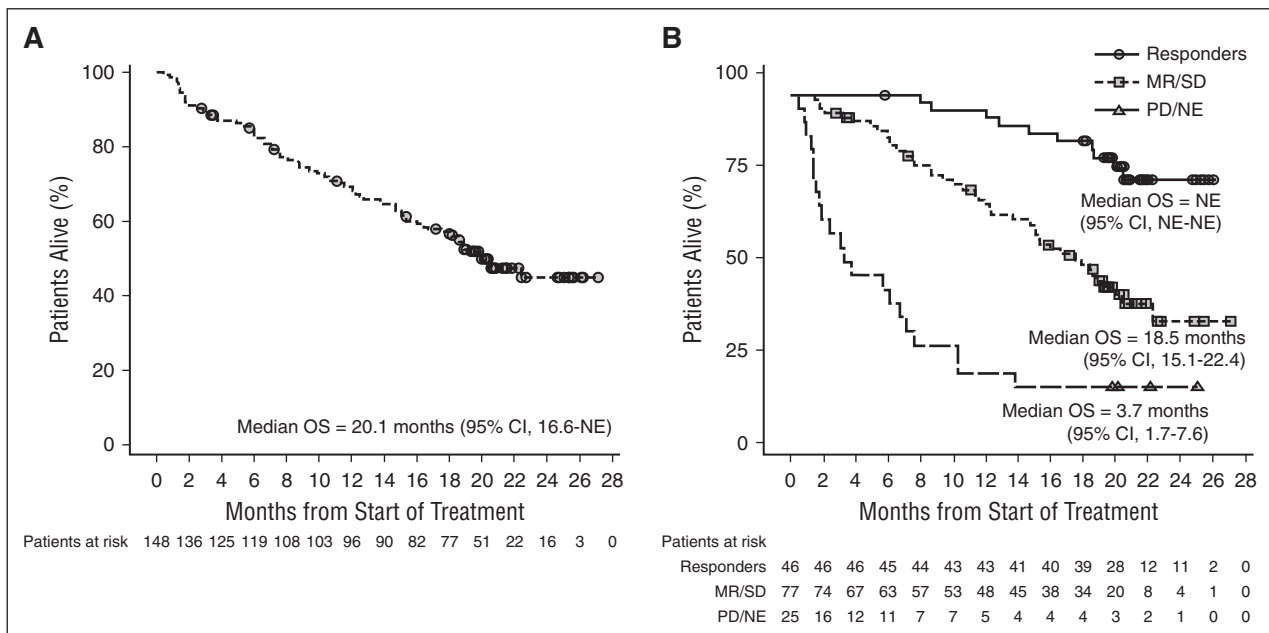 A
100
80
60
40
20
0
Patients Alive (%)
Median OS = 20.1 months (95% CI, 16.6-NE)
0 2 4 6 8 10 12 14 16 18 20 22 24 26 28
Months from Start of Treatment
Patients at risk 148 136 125 119 108 103 96 90 82 77 51 22 16 3 0
B
Responders
MR/SD
PD/NE
100
75
50
25
0
Patients Alive (%)
Median OS = NE
(95% CI, NE-NE)
Median OS = 18.5 months
(95% CI, 15.1-22.4)
Median OS = 3.7 months
(95% CI, 1.7-7.6)
0 2 4 6 8 10 12 14 16 18 20 22 24 26 28
Months from Start of Treatment
Patients at risk
Responders 46 46 46 45 44 43 43 41 40 39 28 12 11 2 0
MR/SD 77 74 67 63 57 53 48 45 38 34 20 8 4 1 0
PD/NE 25 16 12 11 7 7 5 4 4 4 3 2 1 0 0